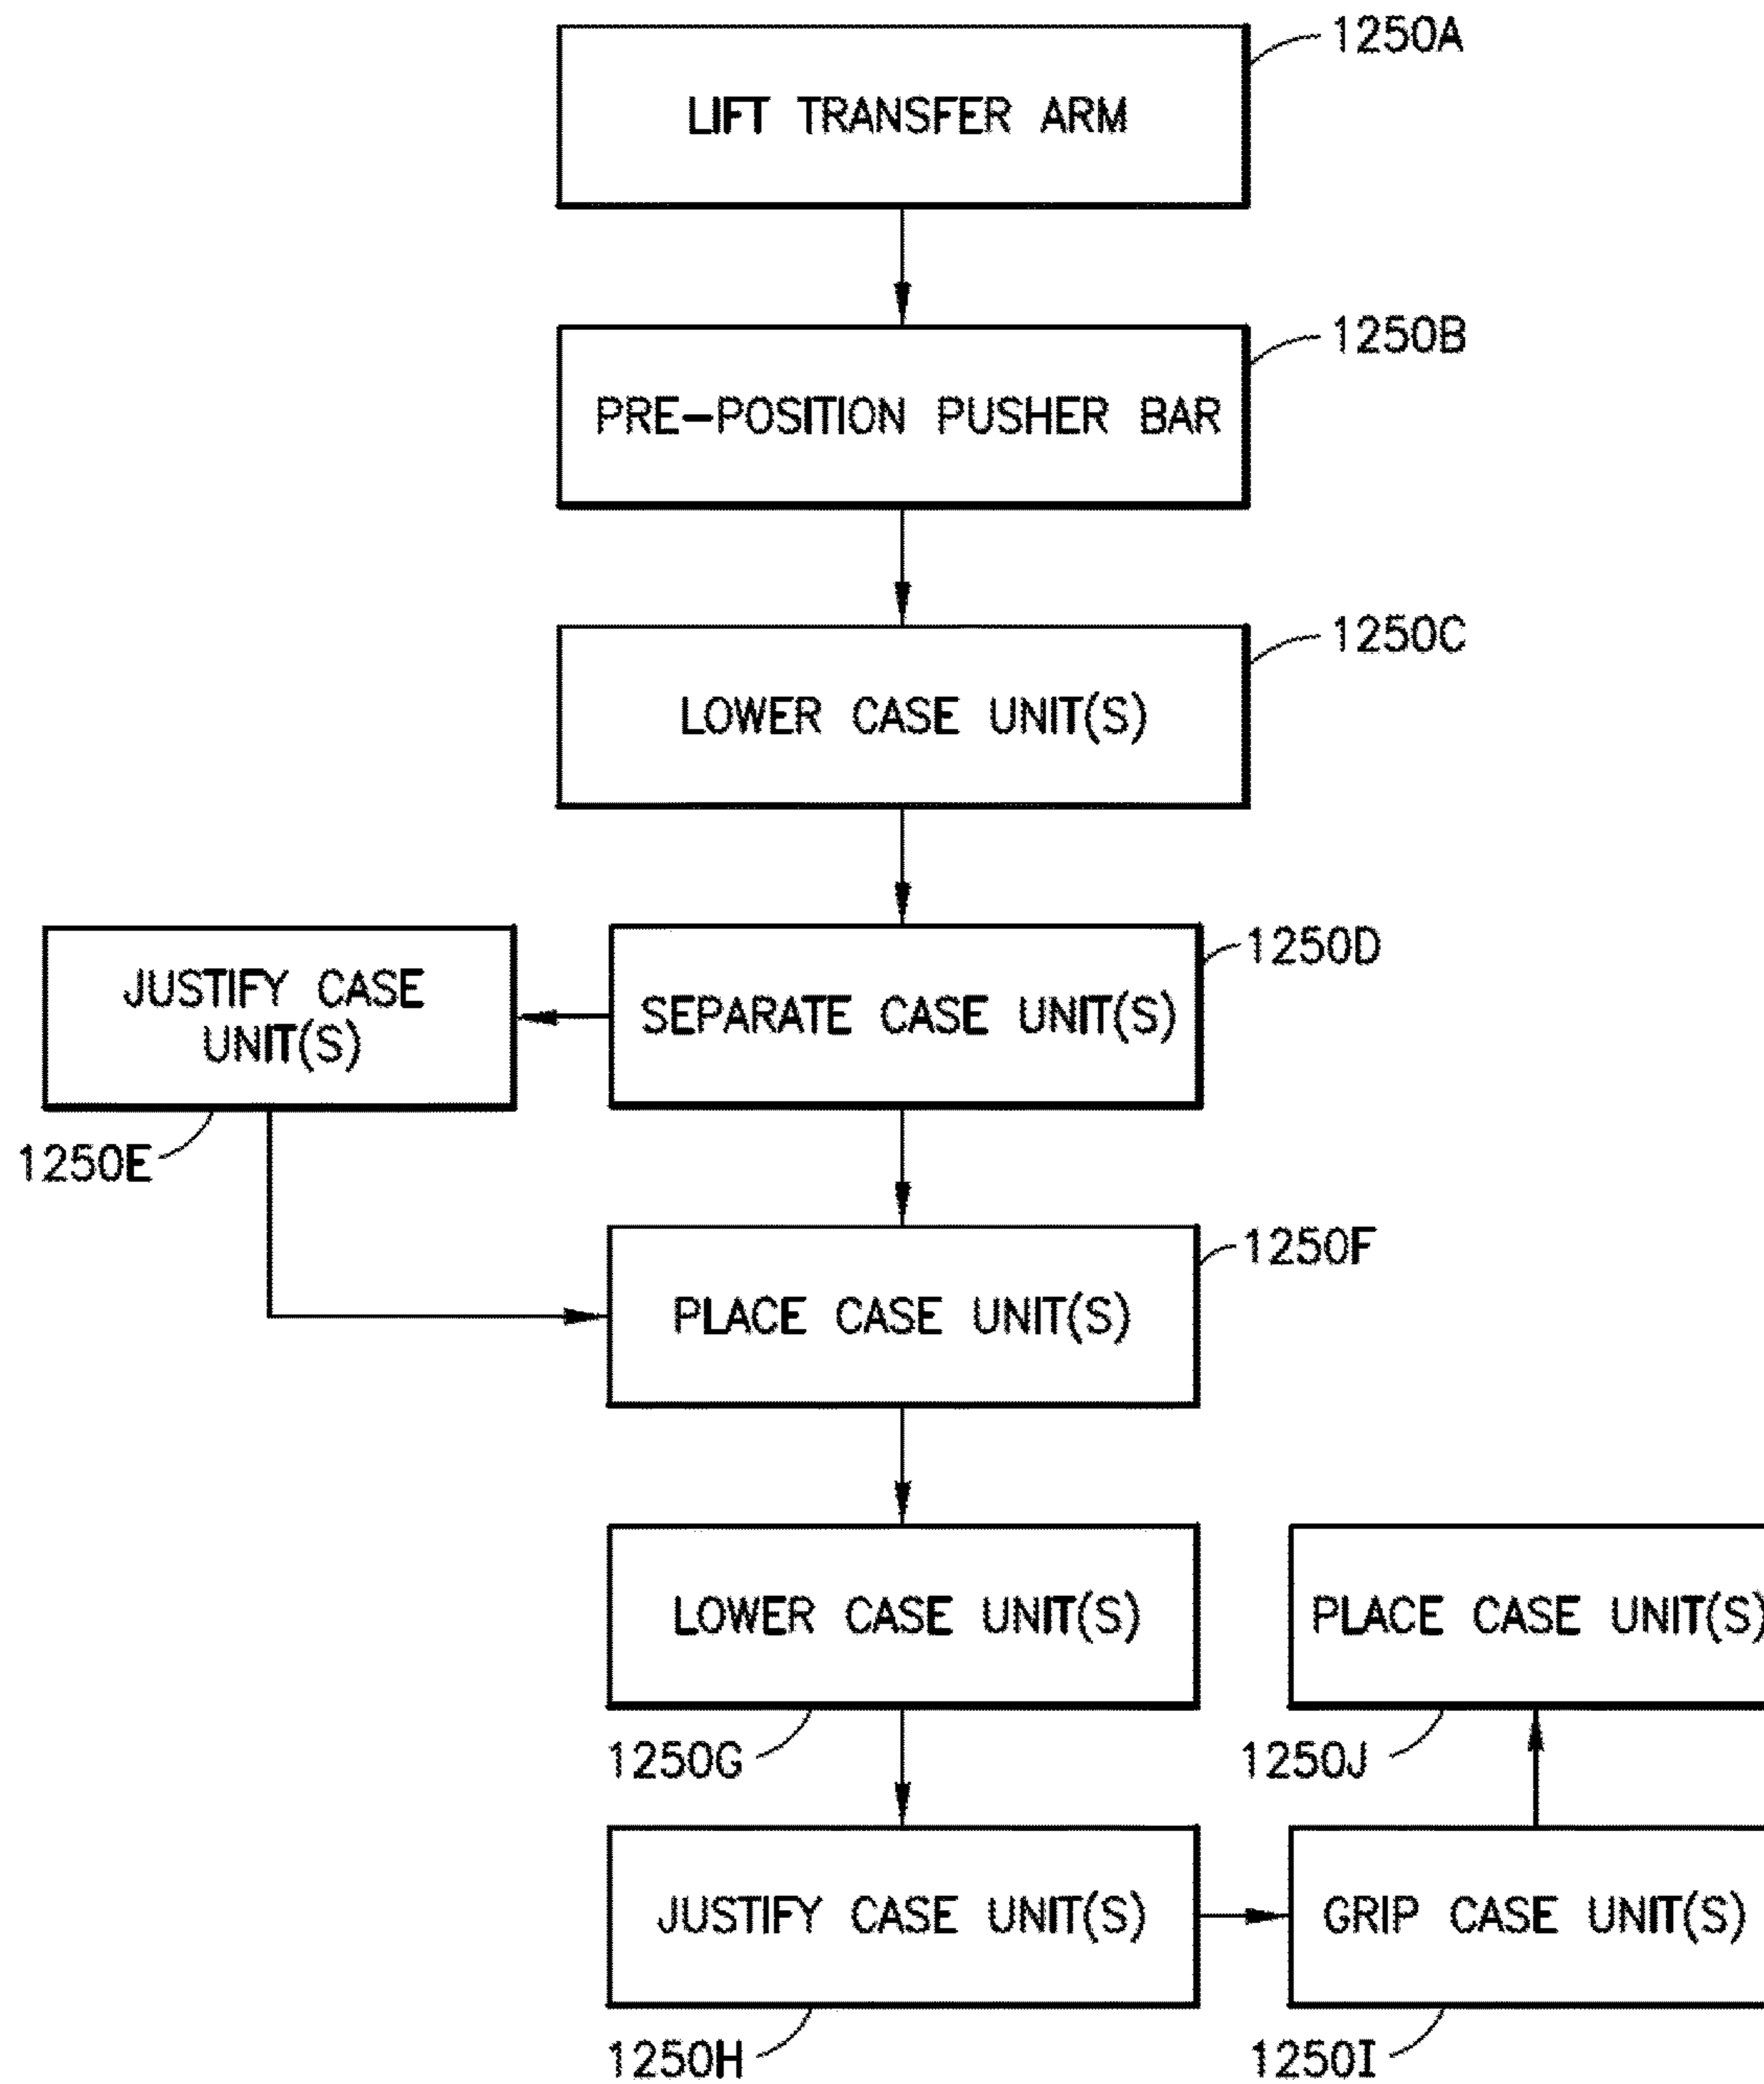 1250A
LIFT TRANSFER ARM
1250B
PRE-POSITION PUSHER BAR
1250C
LOWER CASE UNIT(S)
1250D
JUSTIFY CASE
UNIT(S)
SEPARATE CASE UNIT(S)
1250E
1250F
PLACE CASE UNIT(S)
LOWER CASE UNIT(S)
PLACE CASE UNIT(S)
1250G
1250J
JUSTIFY CASE UNIT(S)
GRIP CASE UNIT(S)
1250H
1250I